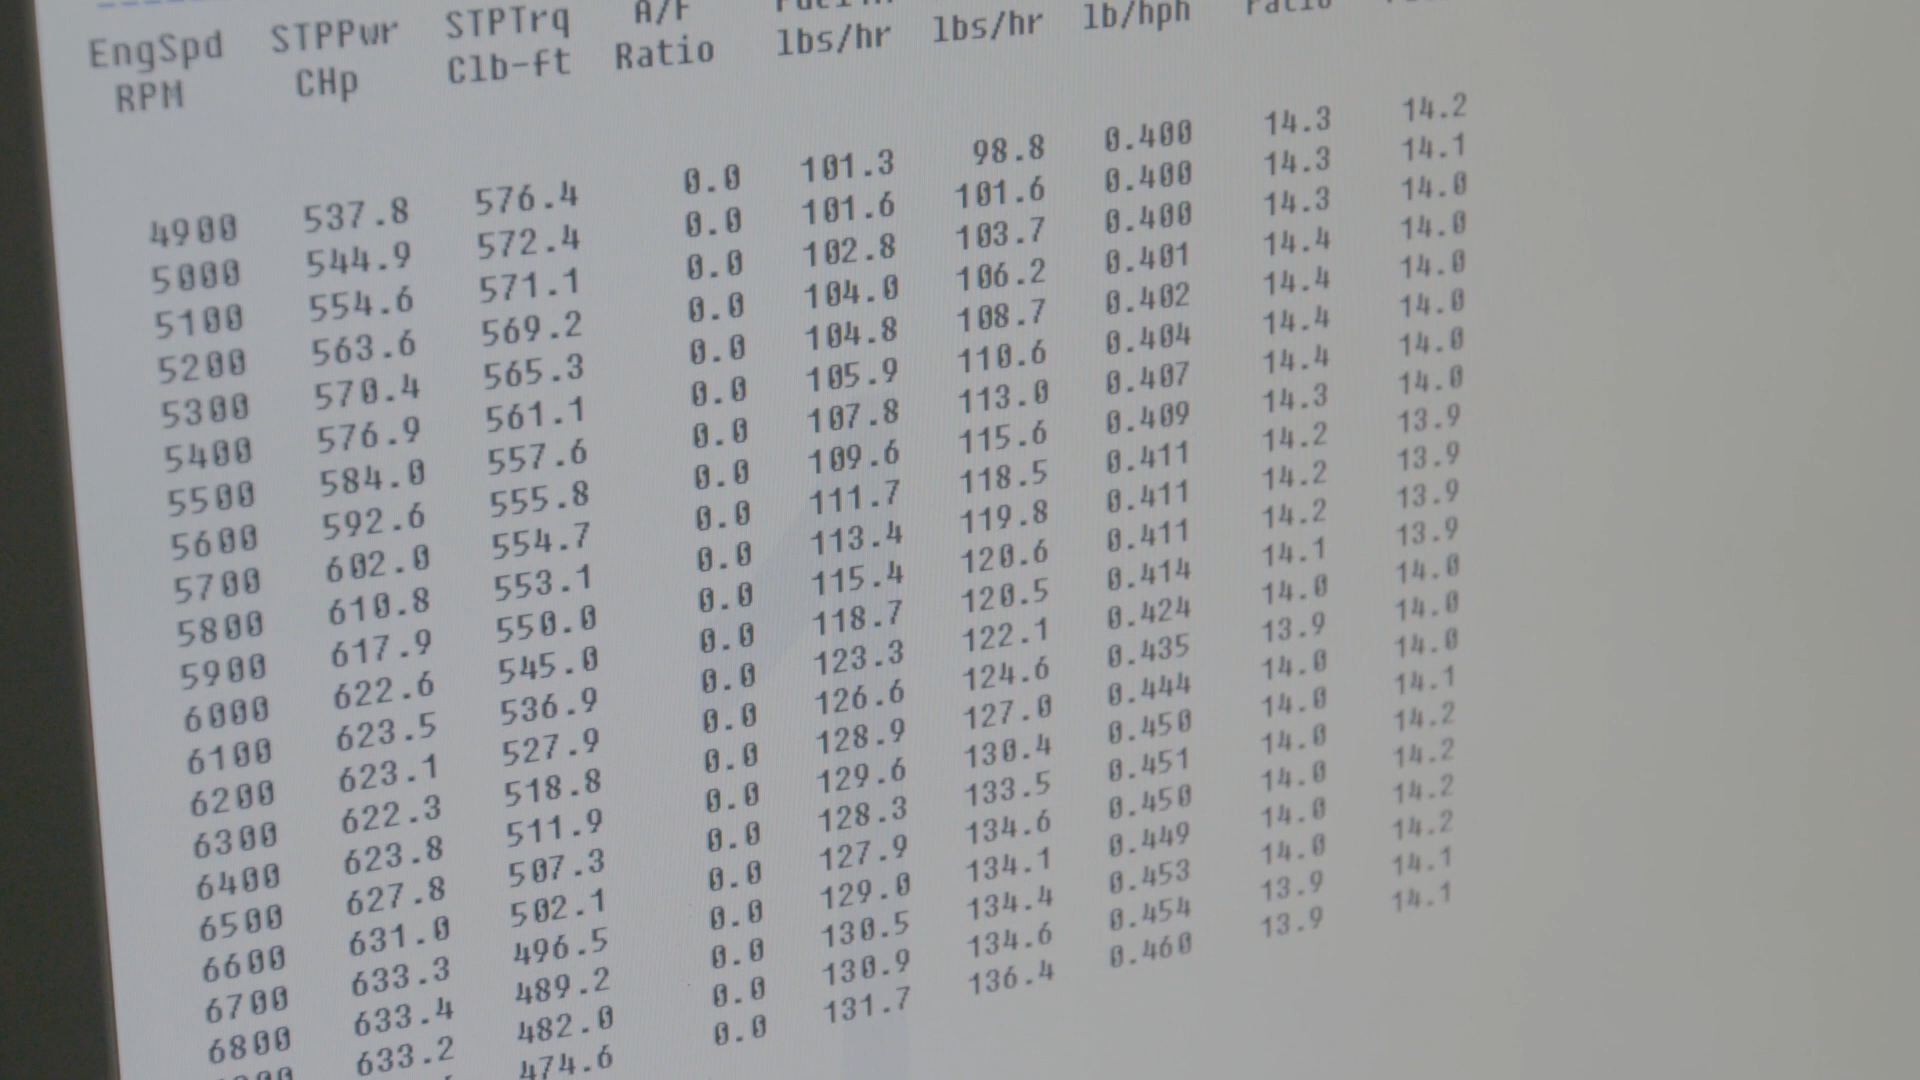 EngSpd STPPwr STPTrq A/F
RPM CHp Clb-ft Ratio lbs/hr lbs/hr lb/hph
4900 537.8 576.4 0.0 101.3 98.8 0.400 14.3 14.2
5000 544.9 572.4 0.0 101.6 101.6 0.400 14.3 14.1
5100 554.6 571.1 0.0 102.8 103.7 0.400 14.3 14.0
5200 563.6 569.2 0.0 104.0 106.2 0.401 14.4 14.0
5300 570.4 565.3 0.0 104.8 108.7 0.402 14.4 14.0
5400 576.9 561.1 0.0 105.9 110.6 0.404 14.4 14.0
5500 584.0 557.6 0.0 107.8 113.0 0.407 14.4 14.0
5600 592.6 555.8 0.0 109.6 115.6 0.409 14.3 14.0
5700 602.0 554.7 0.0 111.7 118.5 0.411 14.2 13.9
5800 610.8 553.1 0.0 113.4 119.8 0.411 14.2 13.9
5900 617.9 550.0 0.0 115.4 120.6 0.411 14.2 13.9
6000 622.6 545.0 0.0 118.7 120.5 0.414 14.1 13.9
6100 623.5 536.9 0.0 123.3 122.1 0.424 14.0 14.0
6200 623.1 527.9 0.0 126.6 124.6 0.435 13.9 14.0
6300 622.3 518.8 0.0 128.9 127.0 0.444 14.0 14.0
6400 623.8 511.9 0.0 129.6 130.4 0.450 14.0 14.1
6500 627.8 507.3 0.0 128.3 133.5 0.451 14.0 14.2
6600 631.0 502.1 0.0 127.9 134.6 0.450 14.0 14.2
6700 633.3 496.5 0.0 129.0 134.1 0.449 14.0 14.2
6800 633.4 489.2 0.0 130.5 134.4 0.453 14.0 14.2
633.2 482.0 0.0 130.9 134.6 0.454 13.9 14.1
474.6 0.0 131.7 136.4 0.460 13.9 14.1